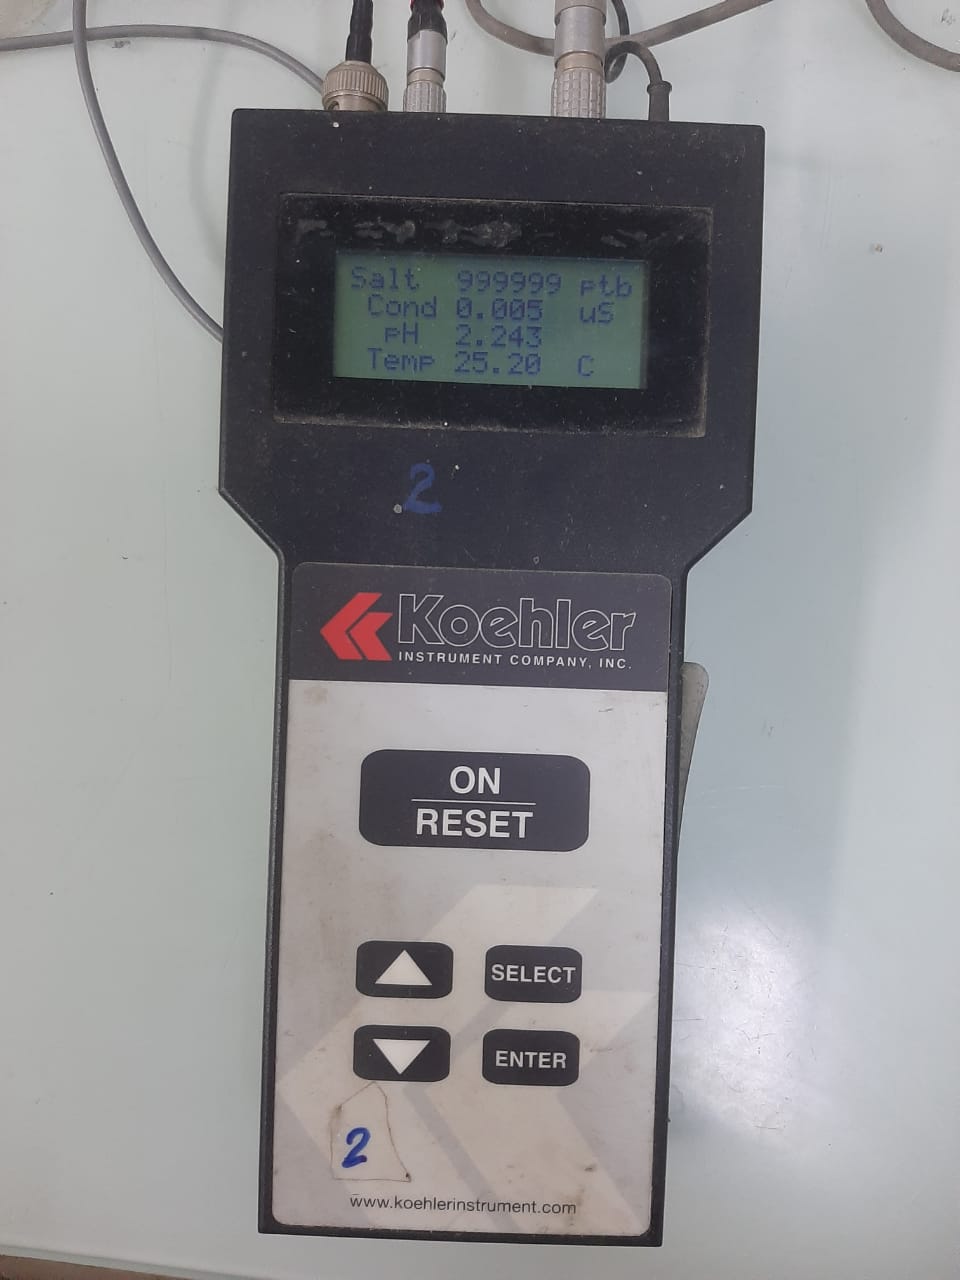 Salt 999999 ptb
Cond 0.005 uS
pH 2.243
Temp 25.20 C
2
Koehler
INSTRUMENT COMPANY, INC.
ON
RESET
SELECT
ENTER
2
www.koehlerinstrument.com